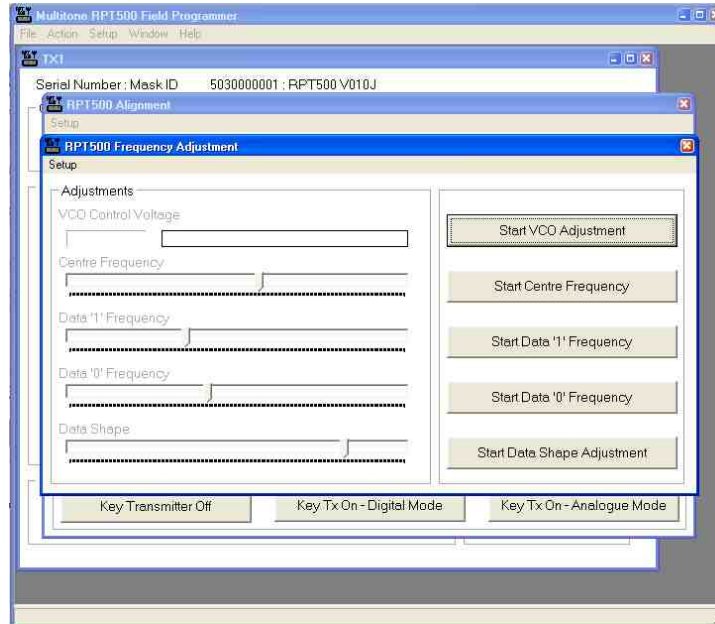 Multitone RPT500 Field Programmer
File Action Setup Window Help
TX1
Serial Number : Mask ID 5030000001 : RPT500 V010J
RPT500 Alignment
Setup
RPT500 Frequency Adjustment
Setup
Adjustments
VCO Control Voltage
Start VCO Adjustment
Centre Frequency
Start Centre Frequency
Data '1' Frequency
Start Data '1' Frequency
Data '0' Frequency
Start Data '0' Frequency
Data Shape
Start Data Shape Adjustment
Key Transmitter Off
Key Tx On - Digital Mode
Key Tx On - Analogue Mode